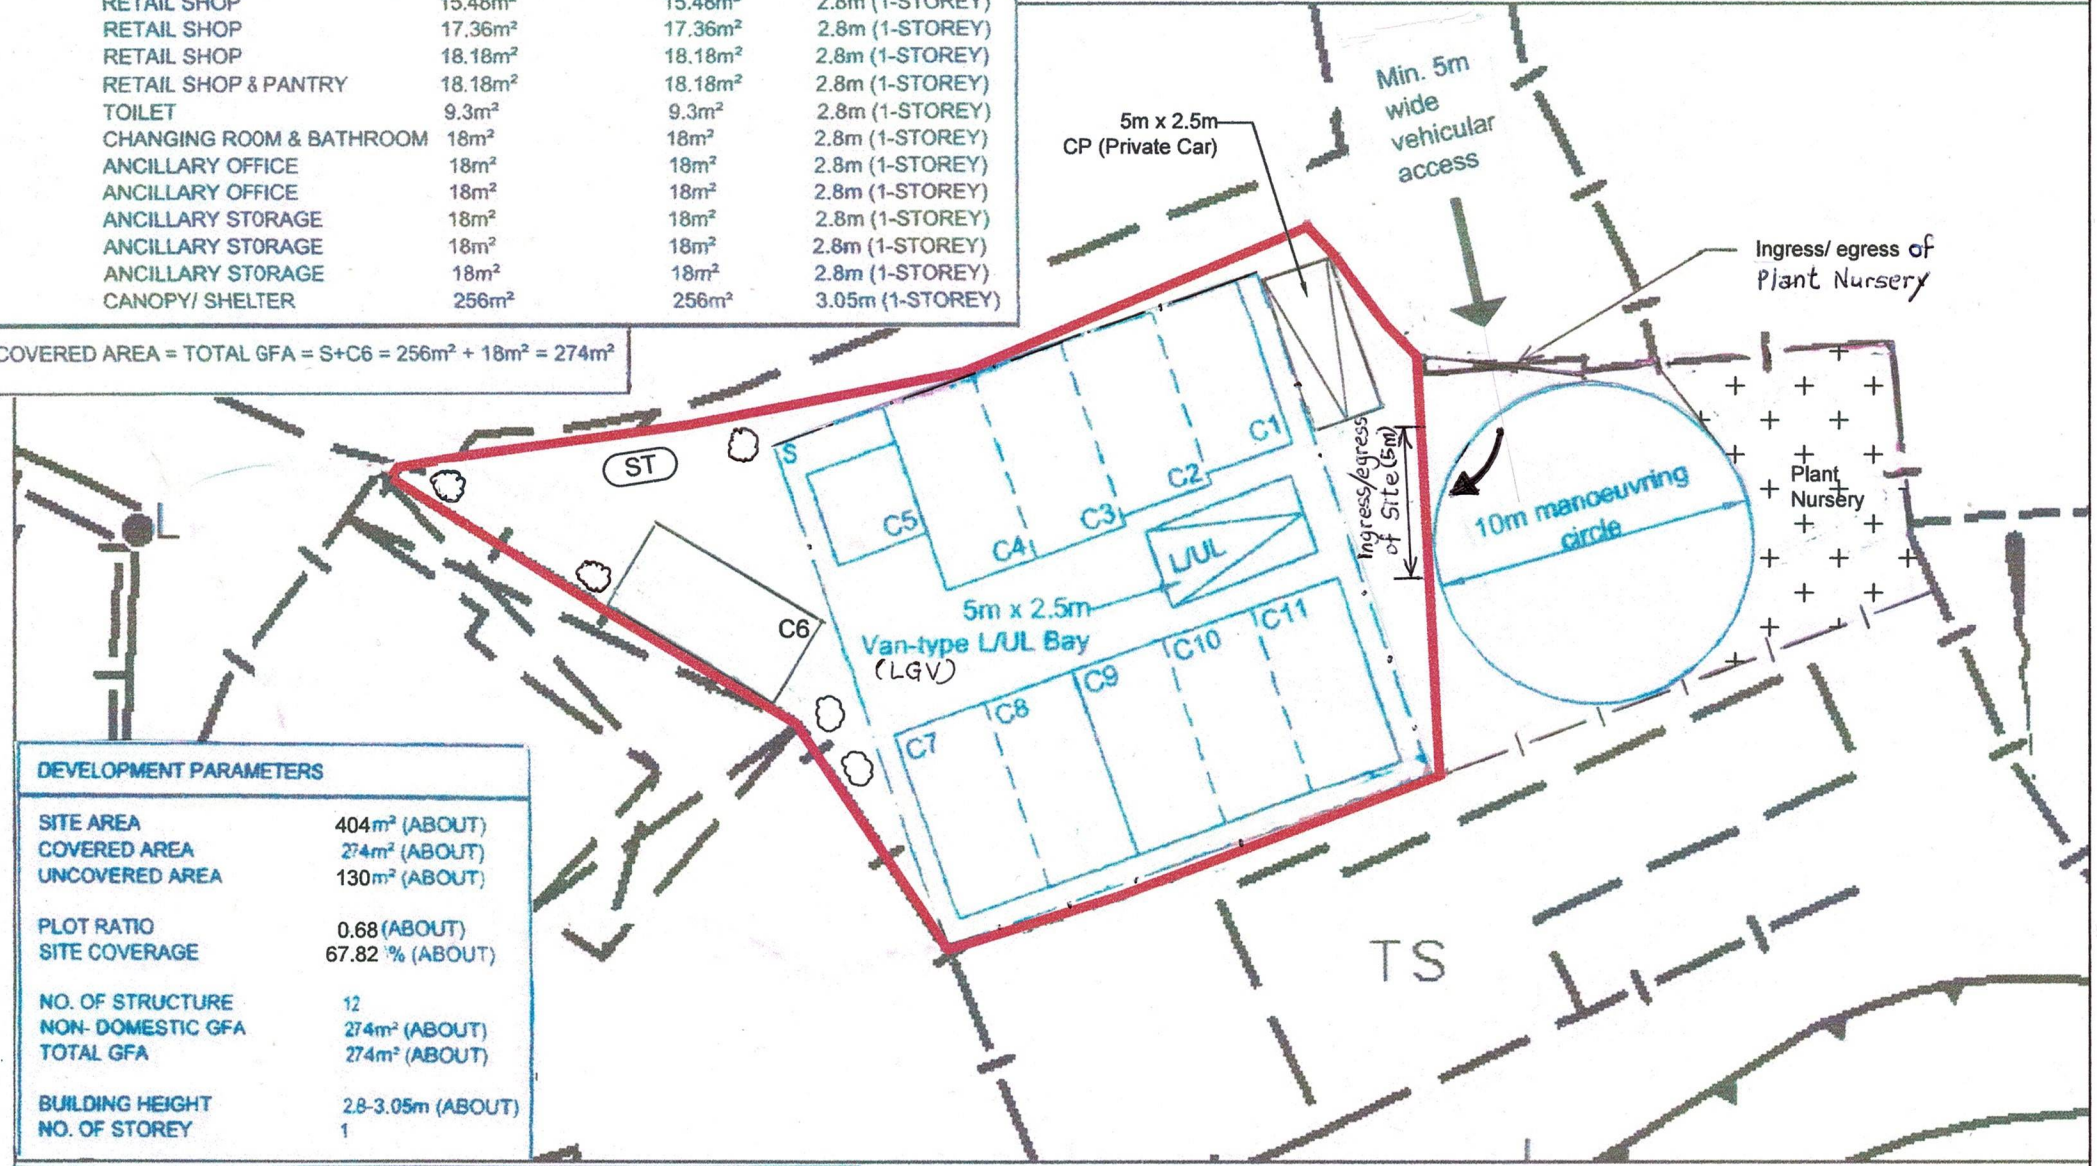 RETAIL SHOP 15.48m² 15.48m² 2.8m (1-STOREY)
RETAIL SHOP 17.36m² 17.36m² 2.8m (1-STOREY)
RETAIL SHOP 18.18m² 18.18m² 2.8m (1-STOREY)
RETAIL SHOP & PANTRY 18.18m² 18.18m² 2.8m (1-STOREY)
TOILET 9.3m² 9.3m² 2.8m (1-STOREY)
CHANGING ROOM & BATHROOM 18m² 18m² 2.8m (1-STOREY)
ANCILLARY OFFICE 18m² 18m² 2.8m (1-STOREY)
ANCILLARY OFFICE 18m² 18m² 2.8m (1-STOREY)
ANCILLARY STORAGE 18m² 18m² 2.8m (1-STOREY)
ANCILLARY STORAGE 18m² 18m² 2.8m (1-STOREY)
ANCILLARY STORAGE 18m² 18m² 2.8m (1-STOREY)
CANOPY/ SHELTER 256m² 256m² 3.05m (1-STOREY)
COVERED AREA = TOTAL GFA = S+C6 = 256m² + 18m² = 274m²
Min. 5m
wide
vehicular
access
5m x 2.5m
CP (Private Car)
Ingress/ egress of
Plant Nursery
ST
S
C1
C2
C3
C4
C5
L/UL
Ingress/egress
of Site (5m)
10m manoeuvring
circle
Plant
Nursery
L
C6
5m x 2.5m
Van-type L/UL Bay
(LGV)
C11
C10
C9
C8
C7
TS
DEVELOPMENT PARAMETERS
SITE AREA 404m² (ABOUT)
COVERED AREA 274m² (ABOUT)
UNCOVERED AREA 130m² (ABOUT)
PLOT RATIO 0.68 (ABOUT)
SITE COVERAGE 67.82 % (ABOUT)
NO. OF STRUCTURE 12
NON- DOMESTIC GFA 274m² (ABOUT)
TOTAL GFA 274m² (ABOUT)
BUILDING HEIGHT 2.8-3.05m (ABOUT)
NO. OF STOREY 1